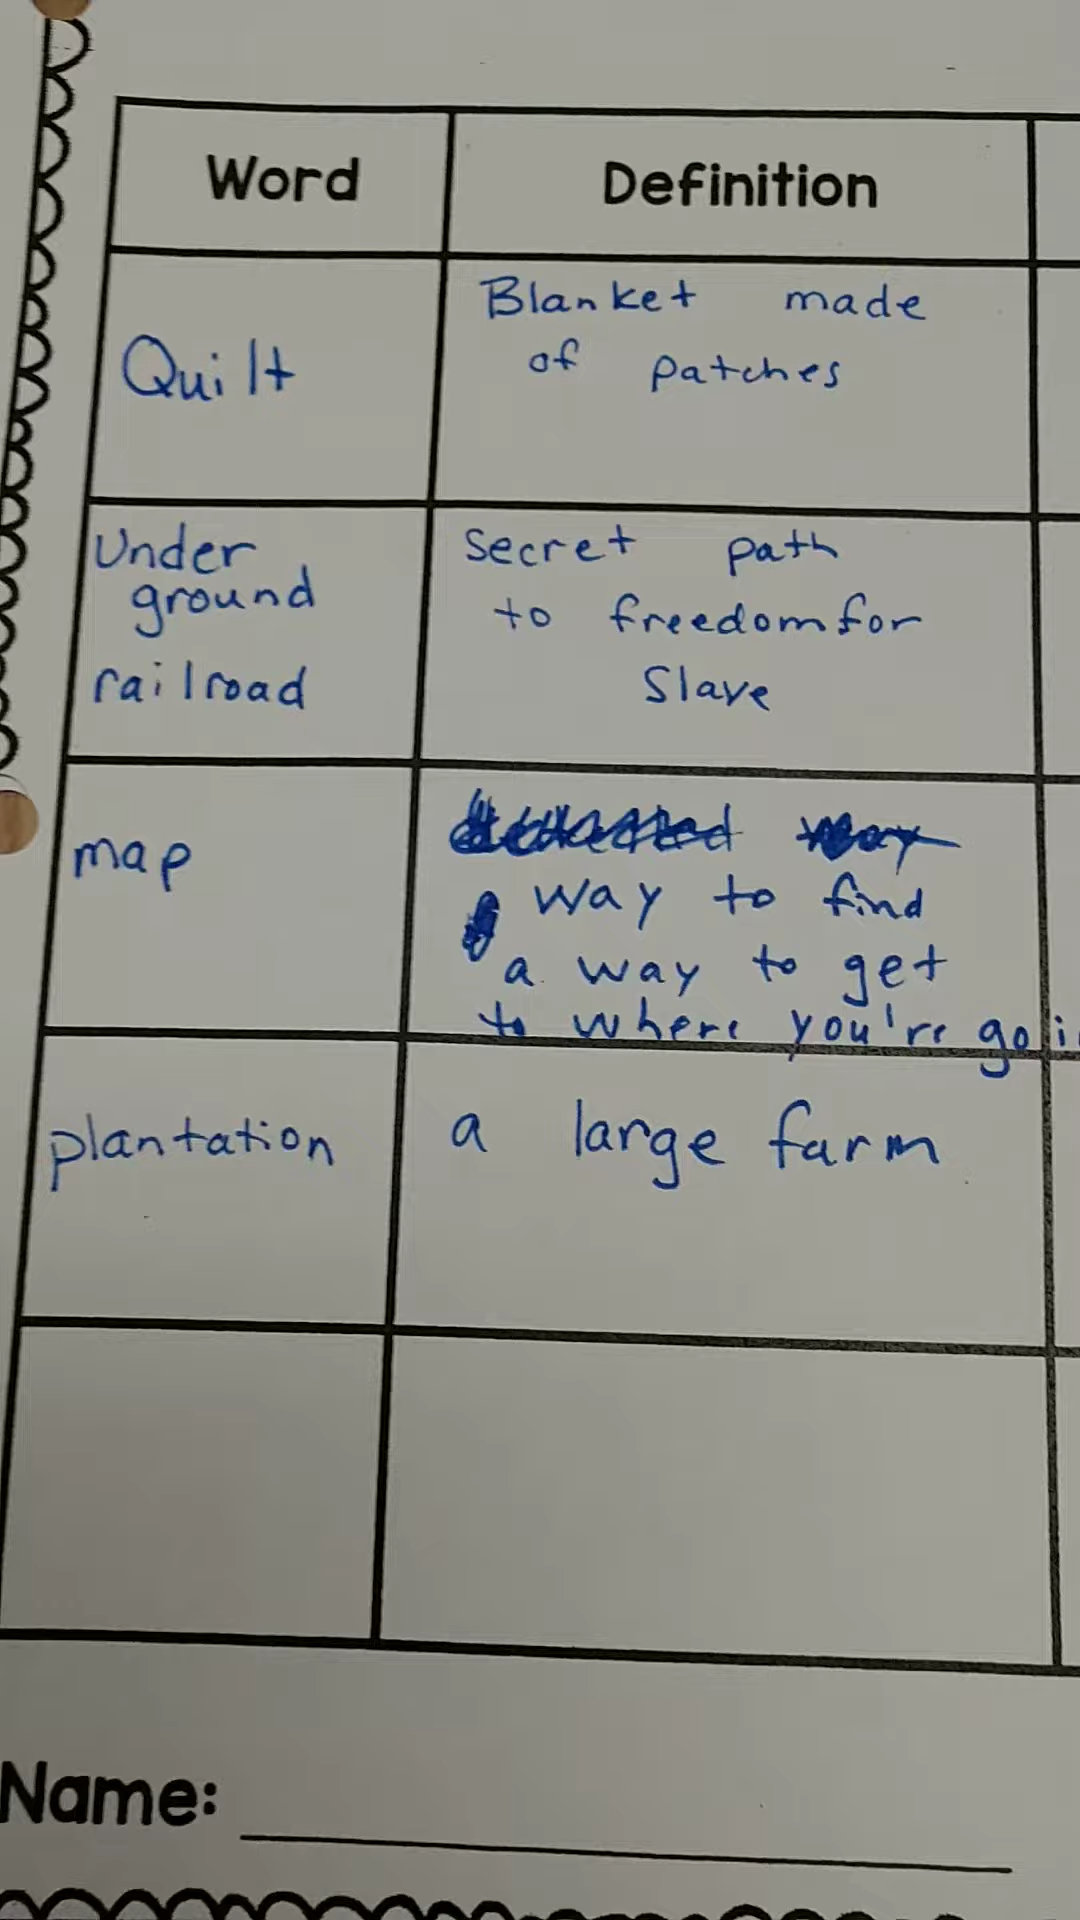 Word Definition
Quilt
Blanket made
of patches
Under
ground
railroad
secret path
to freedom for
Slave
map
way to find
a way to get
to where you're goi
plantation
a large farm
Name: